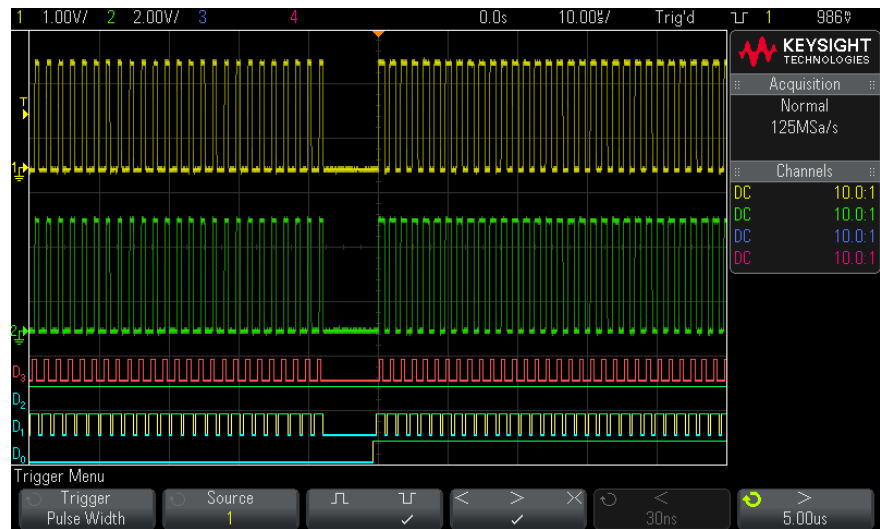 1 1.00V/ 2 2.00V/ 3 4 0.0s 10.00us/ Trig'd 1 986mV
KEYSIGHT
TECHNOLOGIES
Acquisition
Normal
125MSa/s
Channels
DC 10.0:1
DC 10.0:1
DC 10.0:1
DC 10.0:1
T
1
2
D3
D2
D1
D0
Trigger Menu
Trigger
Pulse Width
Source
1
< > ><
<
30ns
>
5.00us